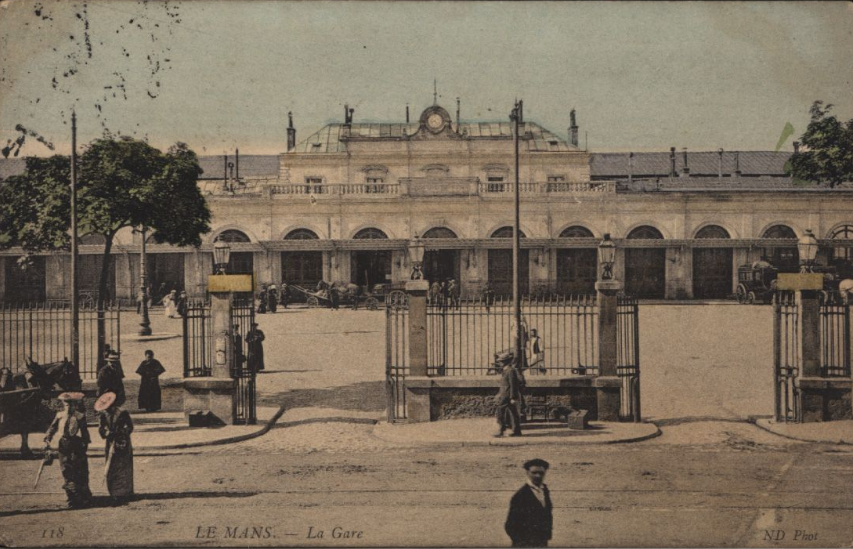 118 LE MANS. — La Gare ND Phot